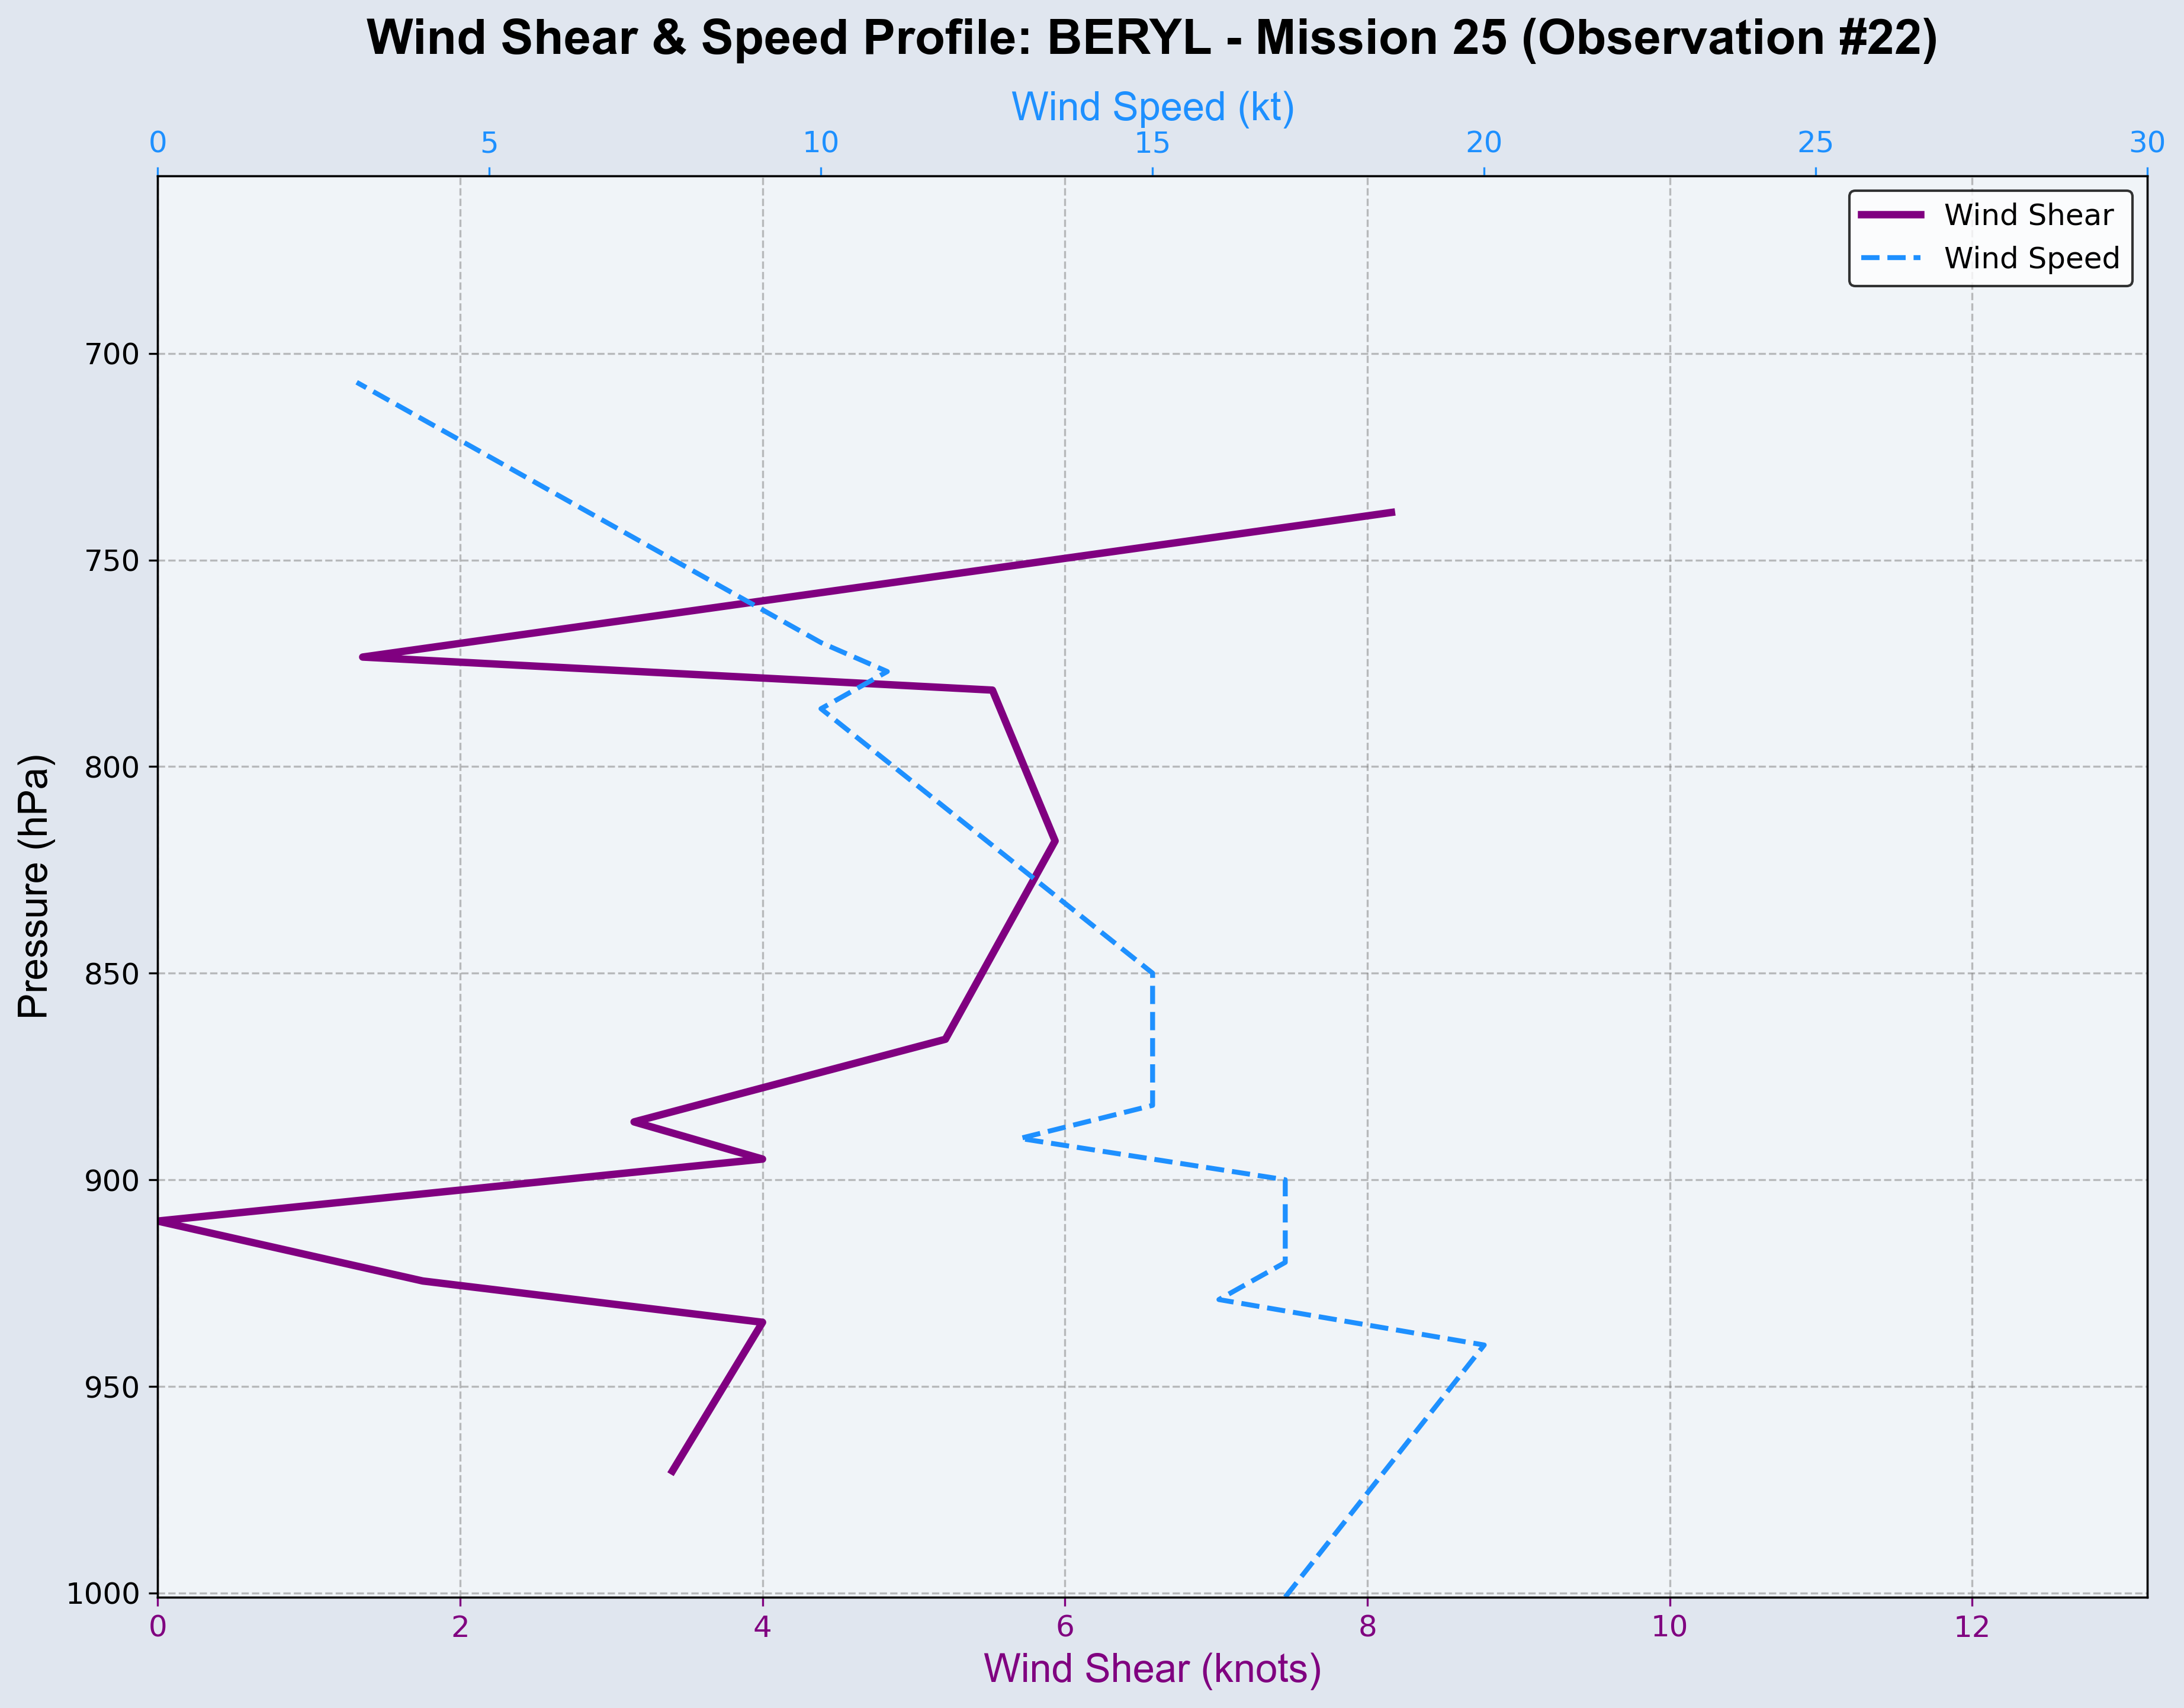 Wind Shear & Speed Profile: BERYL - Mission 25 (Observation #22)
Wind Speed (kt)
0 5 10 15 20 25 30
Wind Shear
Wind Speed
700
750
800
850
900
950
1000
Pressure (hPa)
0 2 4 6 8 10 12
Wind Shear (knots)